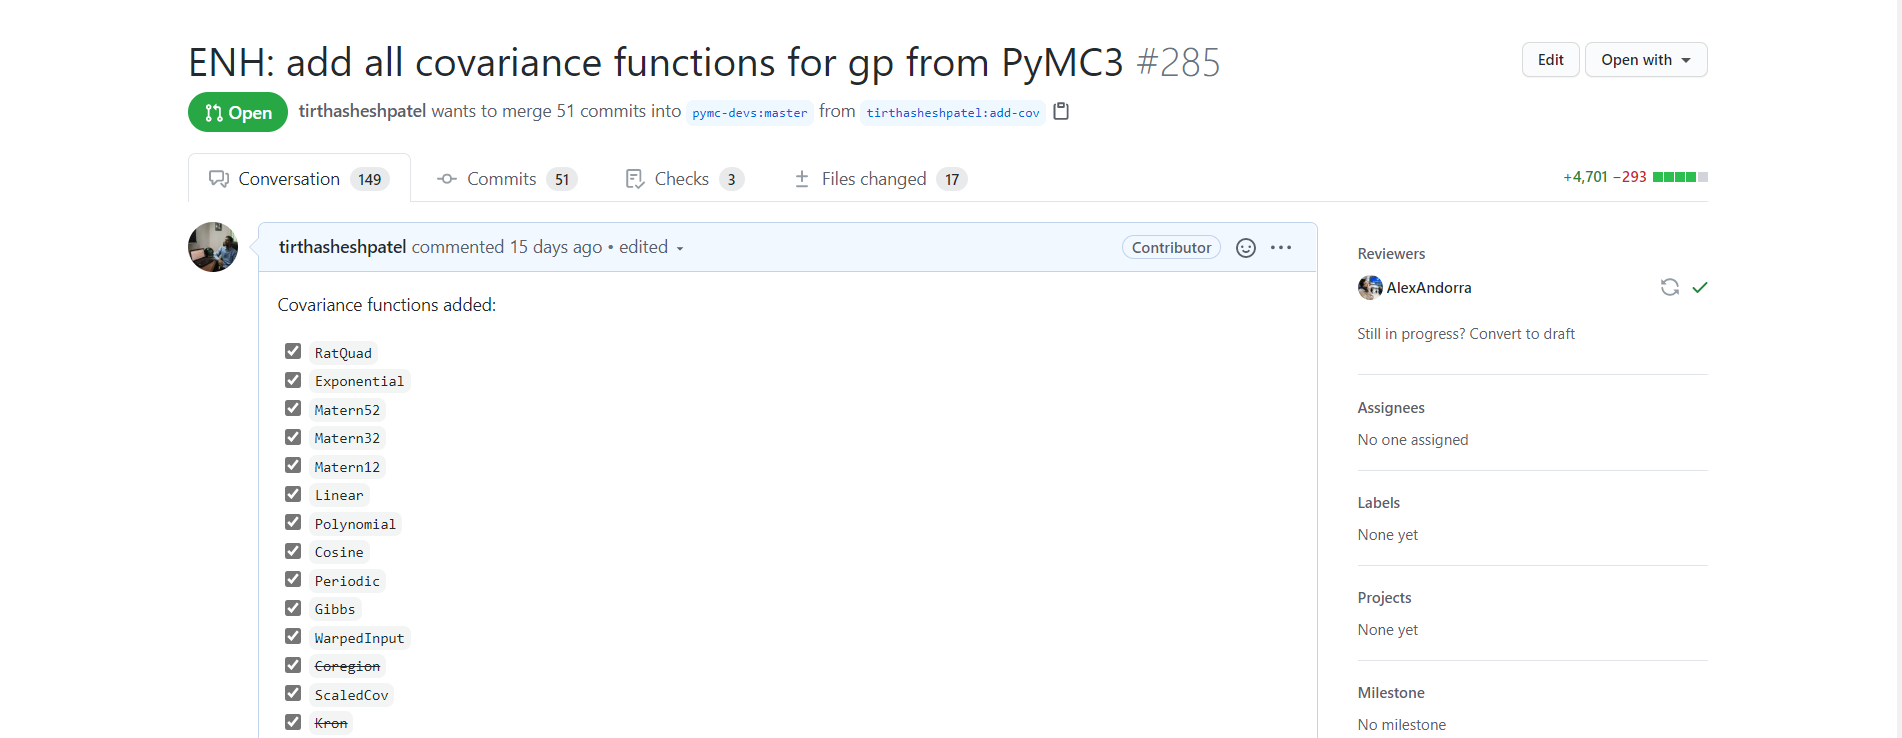 ENH: add all covariance functions for gp from PyMC3 #285
Edit
Open with
Open
tirthasheshpatel wants to merge 51 commits into pymc-devs:master from tirthasheshpatel:add-cov
Conversation 149
Commits 51
Checks 3
Files changed 17
+4,701 −293
tirthasheshpatel commented 15 days ago • edited
Contributor
Covariance functions added:
RatQuad
Exponential
Matern52
Matern32
Matern12
Linear
Polynomial
Cosine
Periodic
Gibbs
WarpedInput
Coregion
ScaledCov
Kron
Reviewers
AlexAndorra
Still in progress? Convert to draft
Assignees
No one assigned
Labels
None yet
Projects
None yet
Milestone
No milestone